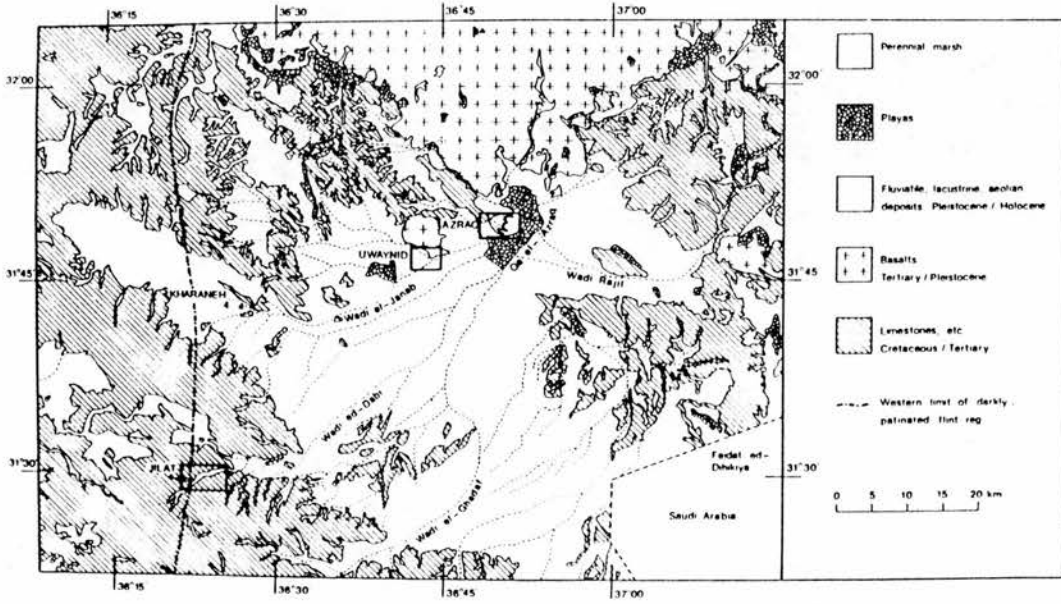 36°15
36°30
36°45
37°00
37°00
32°00
AZRAQ
UWAYNID
31°45
31°45
KHARANEH
Wadi el-Janab
Wadi Rajil
Wadi ed-Dabi
JILAT
31°30
31°30
Wadi el-Ghadaf
Faidat ed-
Dihikiya
Saudi Arabia
36°15
36°30
36°45
37°00
Perennial marsh
Playas
Fluviatile, lacustrine, aeolian
deposits Pleistocene / Holocene
Basalts
Tertiary / Pleistocene
Limestones, etc
Cretaceous / Tertiary
Western limit of darkly
patinated flint reg
0 5 10 15 20 km